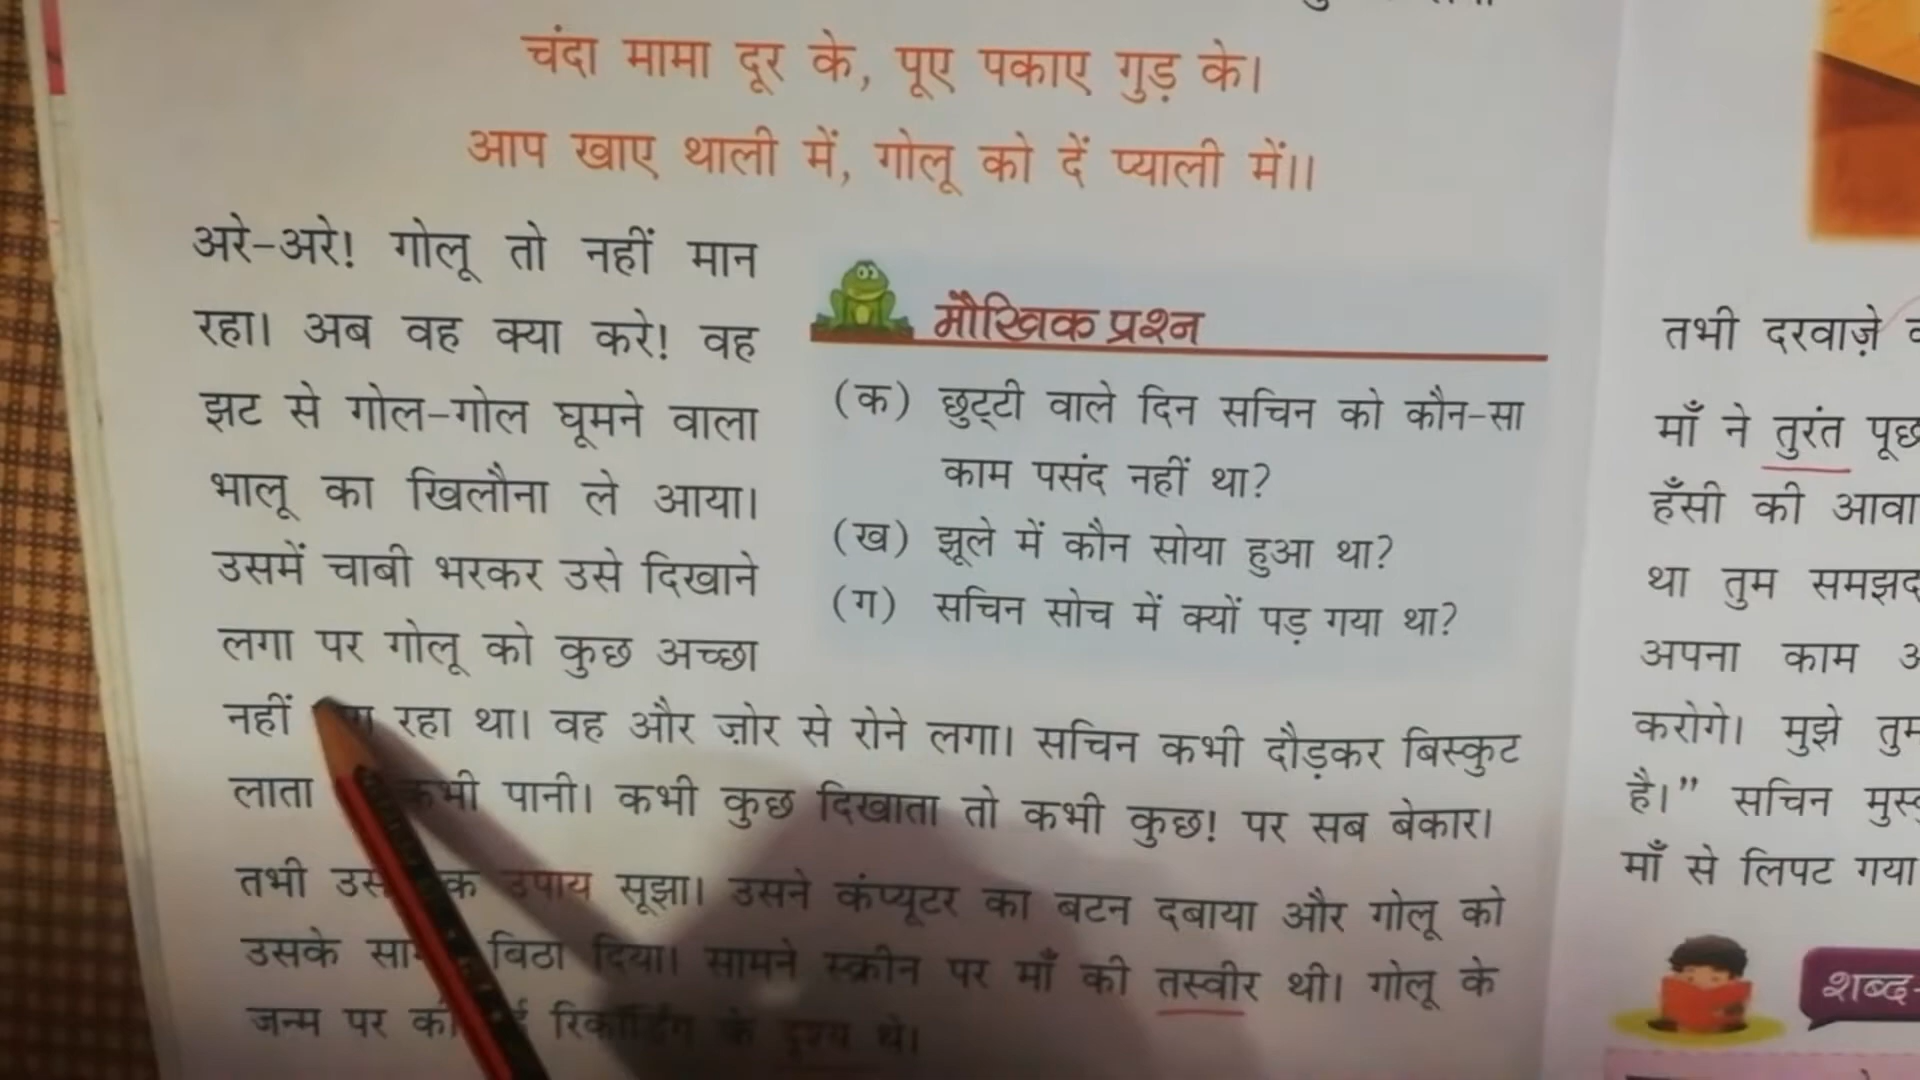 चंदा मामा दूर के, पूए पकाए गुड़ के।
आप खाए थाली में, गोलू को दें प्याली में।।
अरे-अरे! गोलू तो नहीं मान
रहा। अब वह क्या करे! वह
झट से गोल-गोल घूमने वाला
भालू का खिलौना ले आया।
उसमें चाबी भरकर उसे दिखाने
लगा पर गोलू को कुछ अच्छा
नहीं रहा था। वह और ज़ोर से रोने लगा। सचिन कभी दौड़कर बिस्कुट
लाता कभी पानी। कभी कुछ दिखाता तो कभी कुछ! पर सब बेकार।
तभी उपाय सूझा। उसने कंप्यूटर का बटन दबाया और गोलू को
उसके बिठा दिया। सामने स्क्रीन पर माँ की तस्वीर थी। गोलू के
जन्म पर रिकॉर्डिंग के दृश्य थे।
मौखिक प्रश्न
(क) छुट्टी वाले दिन सचिन को कौन-सा
काम पसंद नहीं था?
(ख) झूले में कौन सोया हुआ था?
(ग) सचिन सोच में क्यों पड़ गया था?
तभी दरवाज़े
माँ ने तुरंत पूछ
हँसी की आवा
था तुम समझद
अपना काम
करोगे। मुझे तुम
है।” सचिन मुस्क
माँ से लिपट गया
शब्द-